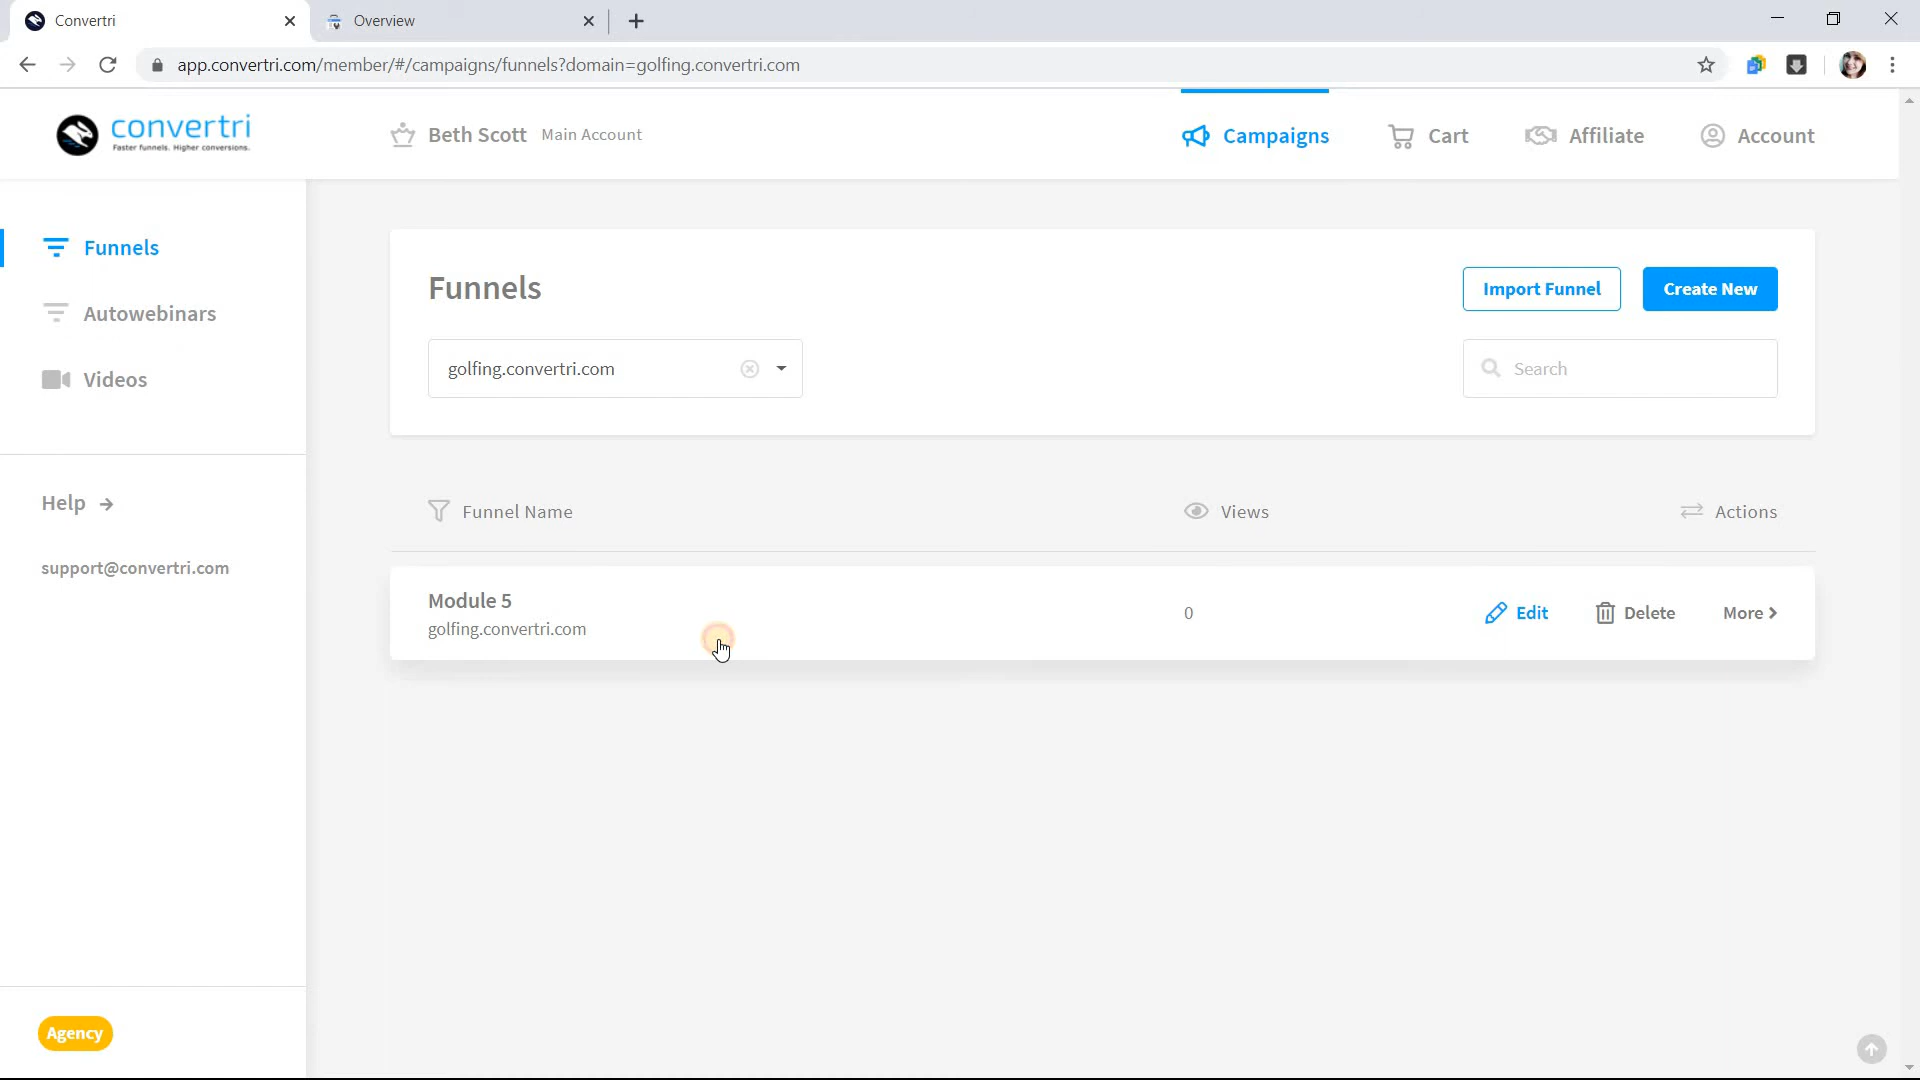 Convertri
Overview
app.convertri.com/member/#/campaigns/funnels?domain=golfing.convertri.com
convertri
Faster funnels. Higher conversions.
Beth Scott Main Account
Campaigns
Cart
Affiliate
Account
Funnels
Autowebinars
Videos
Help
support@convertri.com
Agency
Funnels
Import Funnel
Create New
golfing.convertri.com
Search
Funnel Name
Views
Actions
Module 5
golfing.convertri.com
0
Edit
Delete
More